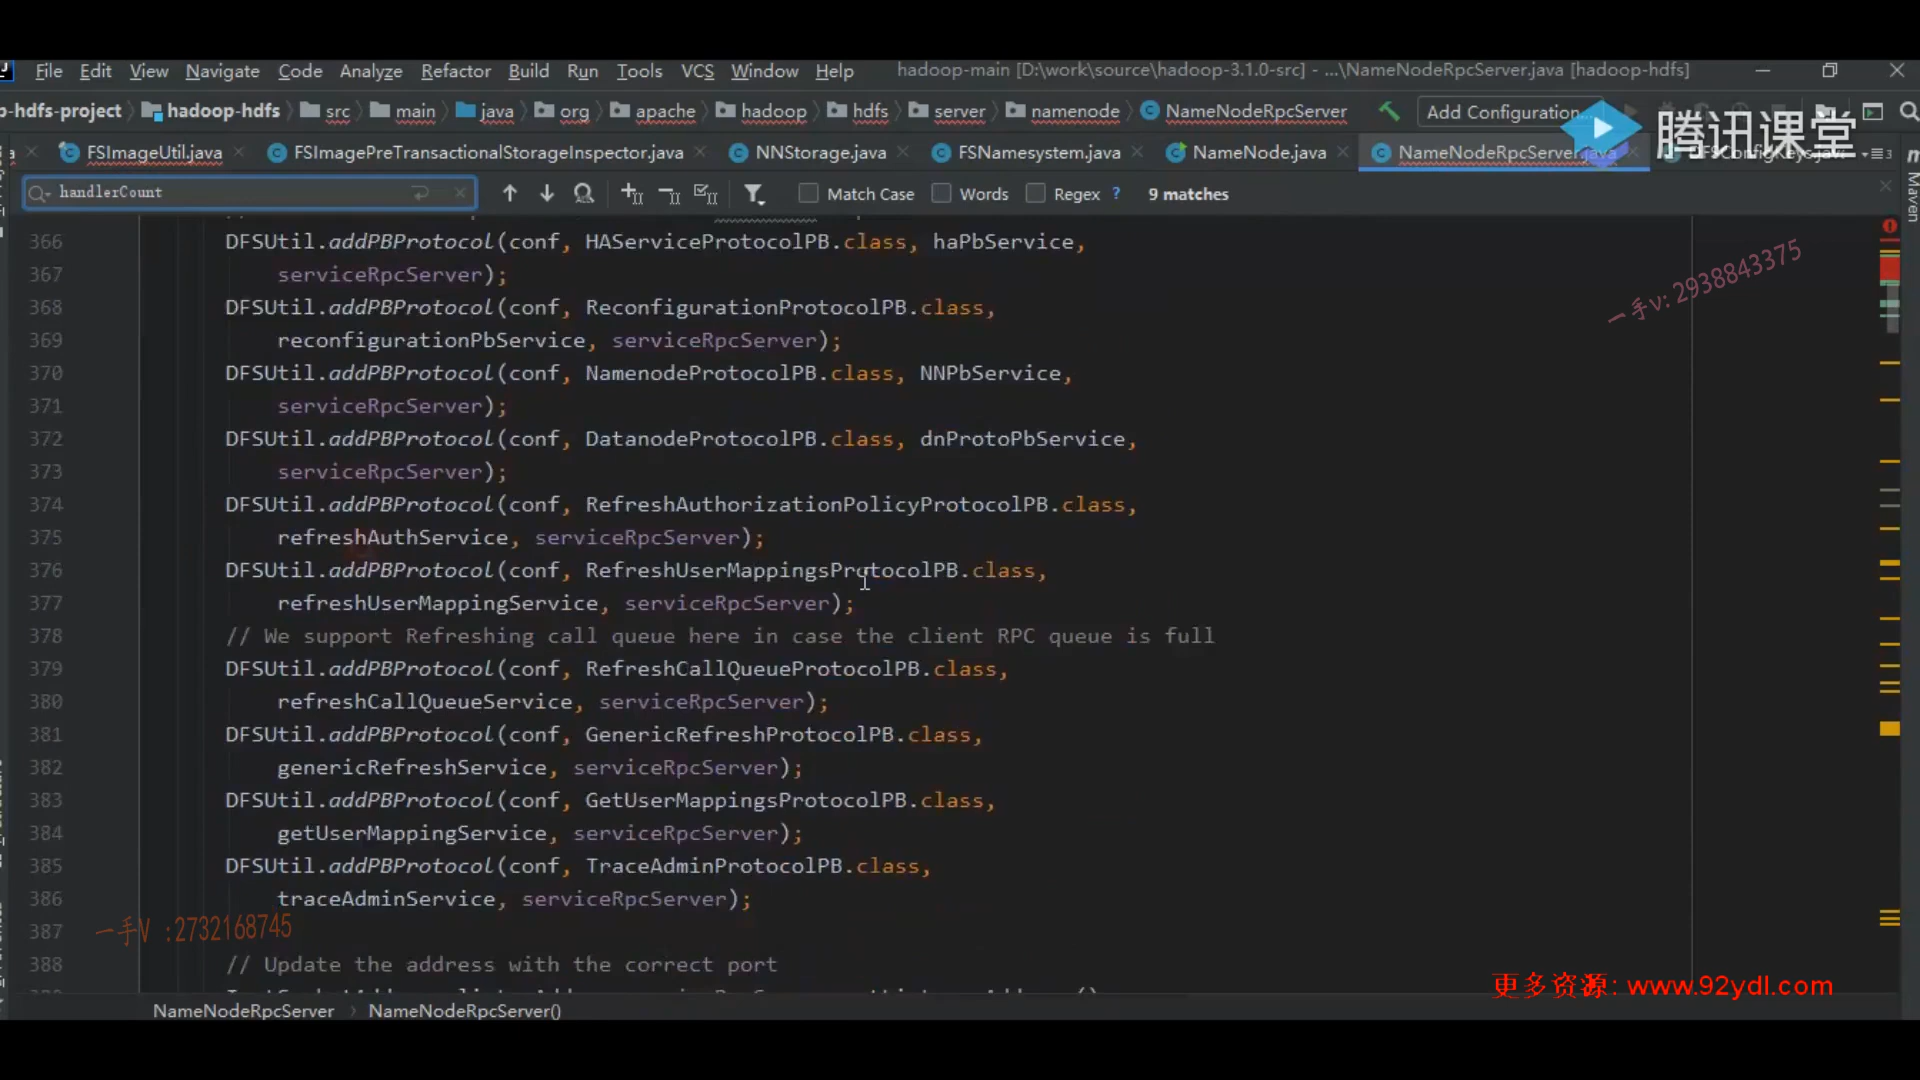 File Edit View Navigate Code Analyze Refactor Build Run Tools VCS Window Help hadoop-main [D:\work\source\hadoop-3.1.0-src] - ...\NameNodeRpcServer.java [hadoop-hdfs]
p-hdfs-project hadoop-hdfs src main java org apache hadoop hdfs server namenode NameNodeRpcServer Add Configuration...
腾讯课堂
FSImageUtil.java FSImagePreTransactionalStorageInspector.java NNStorage.java FSNamesystem.java NameNode.java NameNodeRpcServer.java
Maven
handlerCount Match Case Words Regex ? 9 matches
366 DFSUtil.addPBProtocol(conf, HAServiceProtocolPB.class, haPbService,
367 serviceRpcServer);
一手v: 2938843375
368 DFSUtil.addPBProtocol(conf, ReconfigurationProtocolPB.class,
369 reconfigurationPbService, serviceRpcServer);
370 DFSUtil.addPBProtocol(conf, NamenodeProtocolPB.class, NNPbService,
371 serviceRpcServer);
372 DFSUtil.addPBProtocol(conf, DatanodeProtocolPB.class, dnProtoPbService,
373 serviceRpcServer);
374 DFSUtil.addPBProtocol(conf, RefreshAuthorizationPolicyProtocolPB.class,
375 refreshAuthService, serviceRpcServer);
376 DFSUtil.addPBProtocol(conf, RefreshUserMappingsProtocolPB.class,
377 refreshUserMappingService, serviceRpcServer);
378 // We support Refreshing call queue here in case the client RPC queue is full
379 DFSUtil.addPBProtocol(conf, RefreshCallQueueProtocolPB.class,
380 refreshCallQueueService, serviceRpcServer);
381 DFSUtil.addPBProtocol(conf, GenericRefreshProtocolPB.class,
382 genericRefreshService, serviceRpcServer);
383 DFSUtil.addPBProtocol(conf, GetUserMappingsProtocolPB.class,
384 getUserMappingService, serviceRpcServer);
385 DFSUtil.addPBProtocol(conf, TraceAdminProtocolPB.class,
386 traceAdminService, serviceRpcServer);
387
一手V :2732168745
388 // Update the address with the correct port
更多资源: www.92ydl.com
NameNodeRpcServer NameNodeRpcServer()